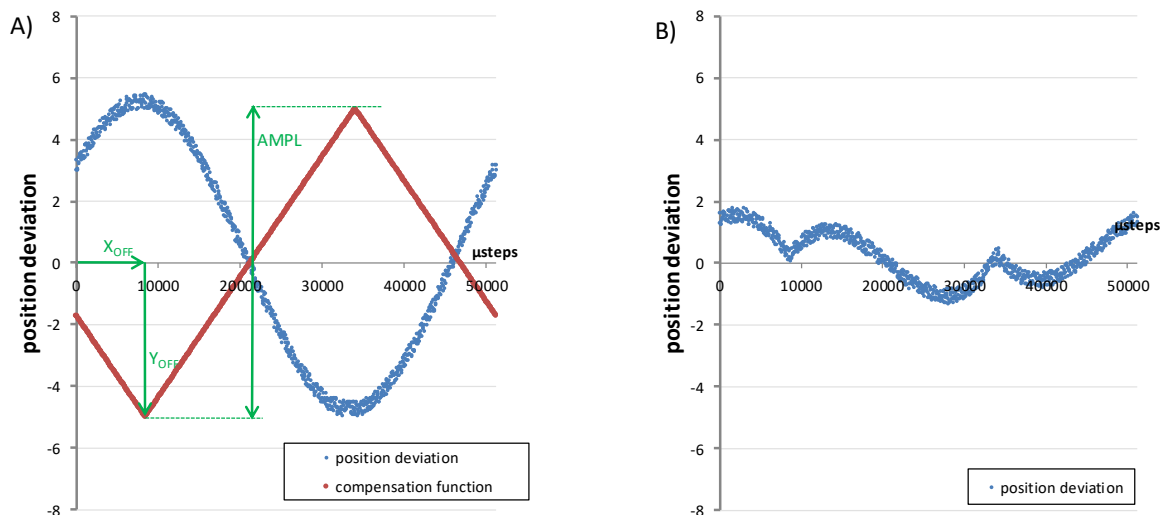 A)
position deviation
8
6
4
2
0
-2
-4
-6
-8
0
10000
20000
30000
40000
50000
µsteps
AMPL
X_OFF
Y_OFF
position deviation
compensation function
B)
position deviation
8
6
4
2
0
-2
-4
-6
-8
0
10000
20000
30000
40000
50000
µsteps
position deviation